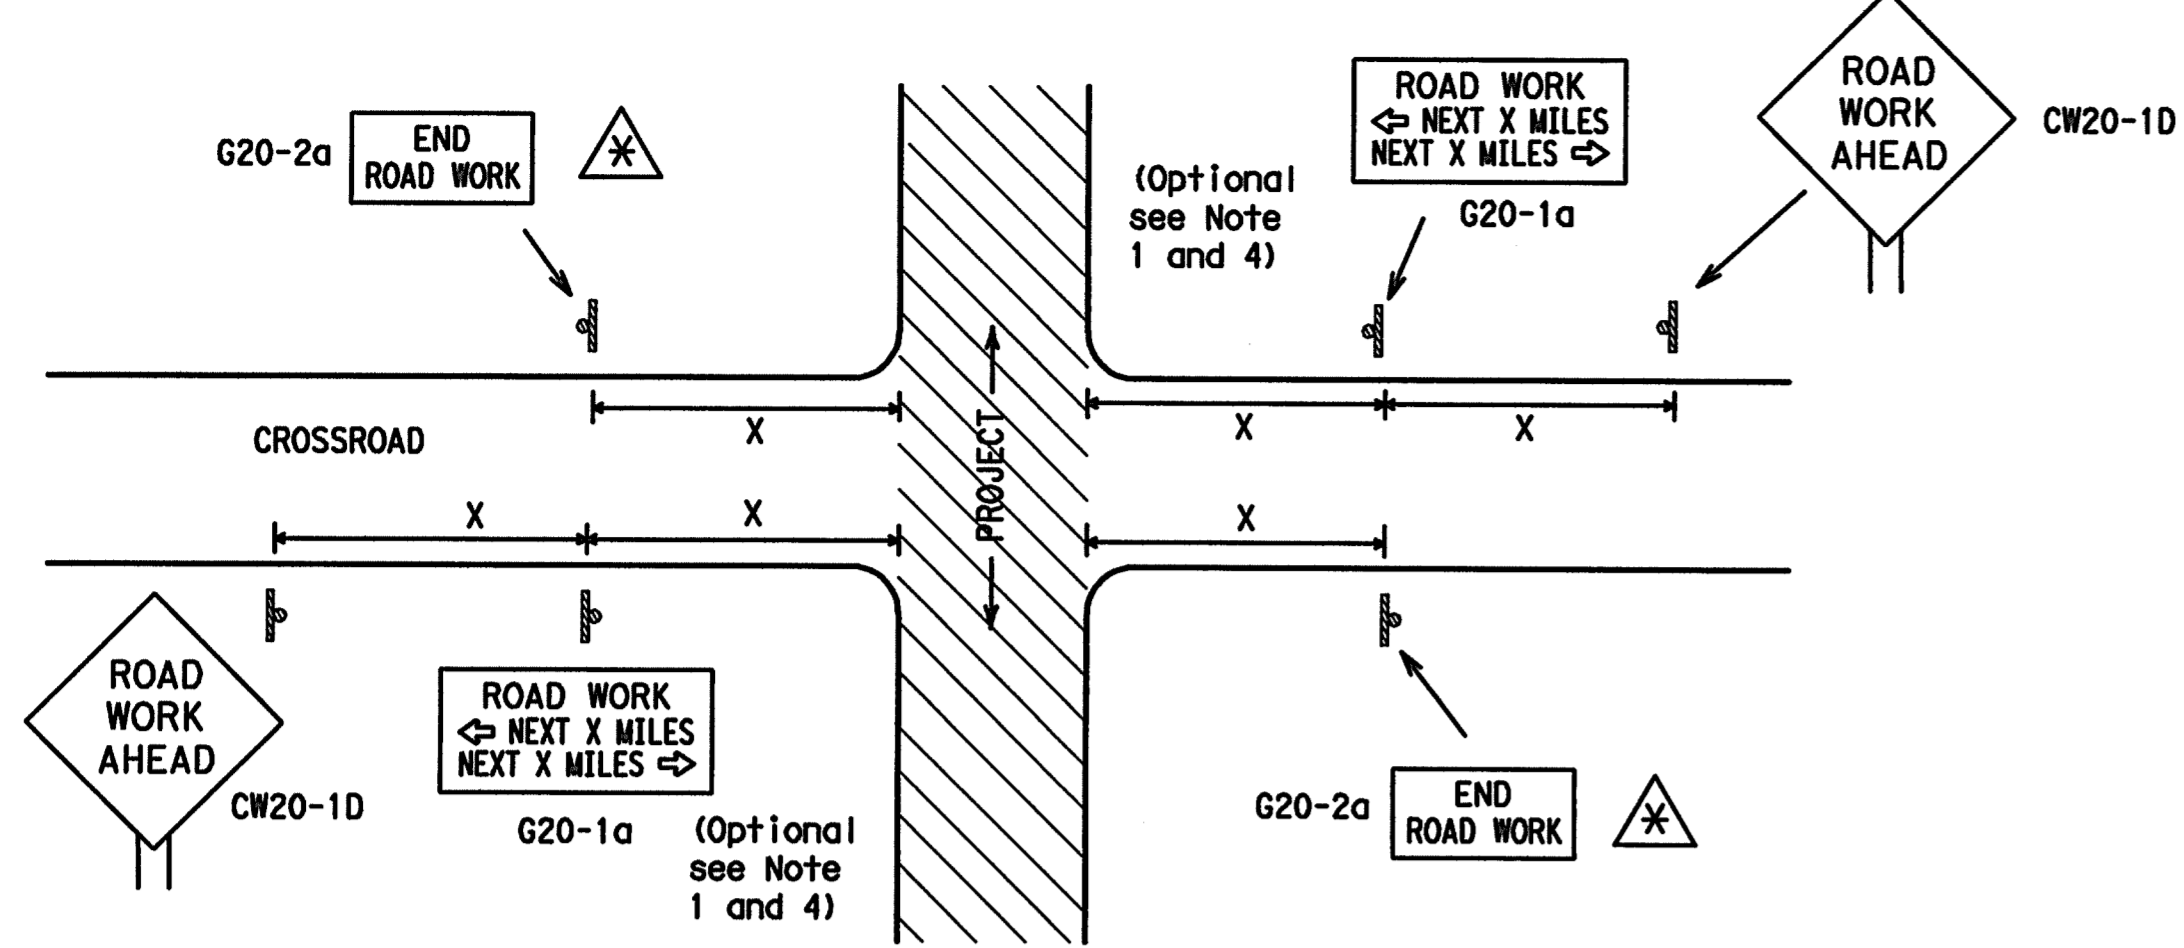 G20-2a
END
ROAD WORK
*
(Optional
see Note
1 and 4)
ROAD WORK
⇦ NEXT X MILES
NEXT X MILES ⇨
G20-1a
ROAD
WORK
AHEAD
CW20-1D
CROSSROAD
X
X
X
PROJECT
X
X
X
ROAD
WORK
AHEAD
CW20-1D
ROAD WORK
⇦ NEXT X MILES
NEXT X MILES ⇨
G20-1a
(Optional
see Note
1 and 4)
G20-2a
END
ROAD WORK
*